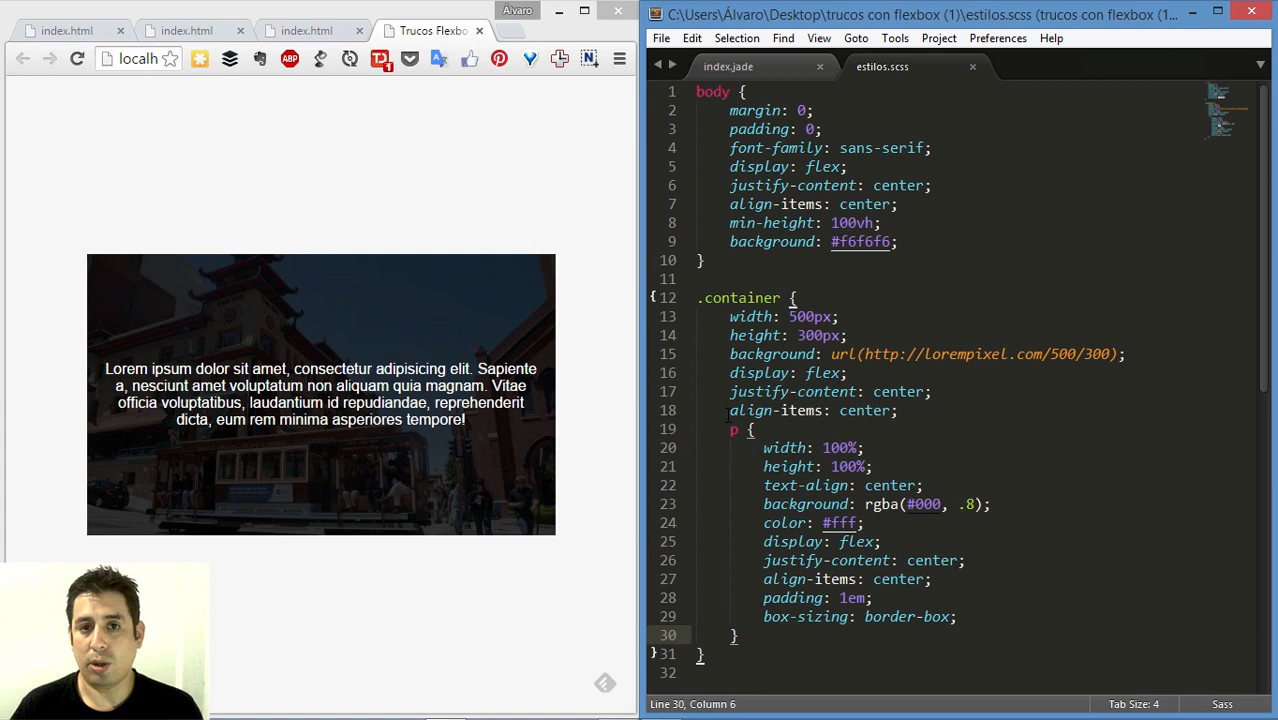 Alvaro
index.html
index.html
index.html
Trucos Flexbo
localh
ABP
TD
1
N
Lorem ipsum dolor sit amet, consectetur adipisicing elit. Sapiente
a, nesciunt amet voluptatum non aliquam quia magnam. Vitae
officia voluptatibus, laudantium id repudiandae, reprehenderit
dicta, eum rem minima asperiores tempore!
C:\Users\Álvaro\Desktop\trucos con flexbox (1)\estilos.scss (trucos con flexbox (1...
File Edit Selection Find View Goto Tools Project Preferences Help
index.jade
estilos.scss
1 body {
2 margin: 0;
3 padding: 0;
4 font-family: sans-serif;
5 display: flex;
6 justify-content: center;
7 align-items: center;
8 min-height: 100vh;
9 background: #f6f6f6;
10 }
11
12 .container {
13 width: 500px;
14 height: 300px;
15 background: url(http://lorempixel.com/500/300);
16 display: flex;
17 justify-content: center;
18 align-items: center;
19 p {
20 width: 100%;
21 height: 100%;
22 text-align: center;
23 background: rgba(#000, .8);
24 color: #fff;
25 display: flex;
26 justify-content: center;
27 align-items: center;
28 padding: 1em;
29 box-sizing: border-box;
30 }
31 }
32
Line 30, Column 6
Tab Size: 4
Sass